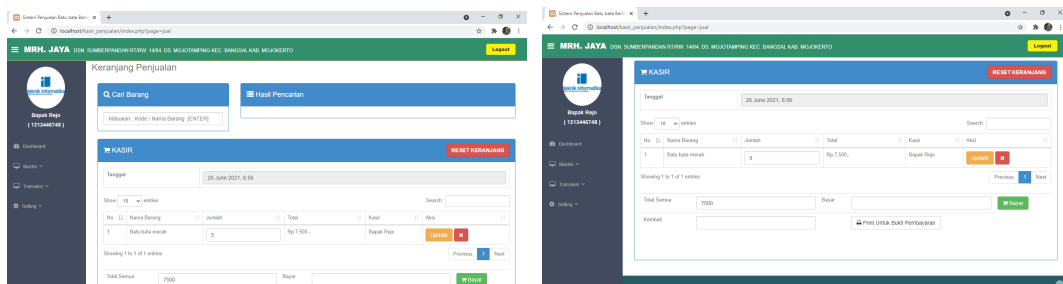 Sistem Penjualan Batu bata Berb
localhost/kasir_penjualan/index.php?page=jual
MRH. JAYA DSN. SUMBERPANDAN RT/RW: 14/04 DS. MOJOTAMPING KEC. BANGSAL KAB. MOJOKERTO
Logout
teknik informatika
Bapak Rejo
( 1213446748 )
Dashboard
Master
Transaksi
Setting
Keranjang Penjualan
Cari Barang
Masukan : Kode / Nama Barang [ENTER]
Hasil Pencarian
KASIR
RESET KERANJANG
Tanggal
26 June 2021, 6:56
Show 10 entries
Search:
No Nama Barang Jumlah Total Kasir Aksi
1 Batu bata merah 5 Rp.7,500,- Bapak Rejo Update
Showing 1 to 1 of 1 entries
Previous 1 Next
Total Semua 7500 Bayar Bayar
Sistem Penjualan Batu bata Berb
localhost/kasir_penjualan/index.php?page=jual
MRH. JAYA DSN. SUMBERPANDAN RT/RW: 14/04 DS. MOJOTAMPING KEC. BANGSAL KAB. MOJOKERTO
Logout
teknik informatika
Bapak Rejo
( 1213446748 )
Dashboard
Master
Transaksi
Setting
KASIR
RESET KERANJANG
Tanggal
26 June 2021, 6:56
Show 10 entries
Search:
No Nama Barang Jumlah Total Kasir Aksi
1 Batu bata merah 5 Rp.7,500,- Bapak Rejo Update
Showing 1 to 1 of 1 entries
Previous 1 Next
Total Semua 7500 Bayar Bayar
Kembali
Print Untuk Bukti Pembayaran